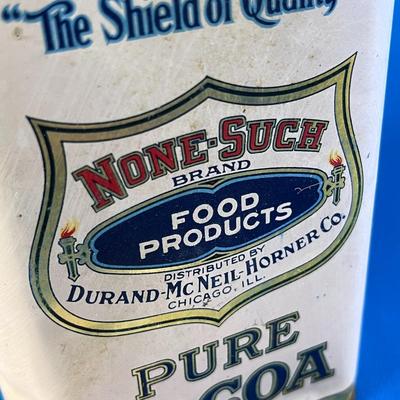 "The Shield of Quality
NONE-SUCH
BRAND
FOOD
PRODUCTS
DISTRIBUTED BY
DURAND-MCNEIL-HORNER CO.
CHICAGO, ILL.
PURE
COA